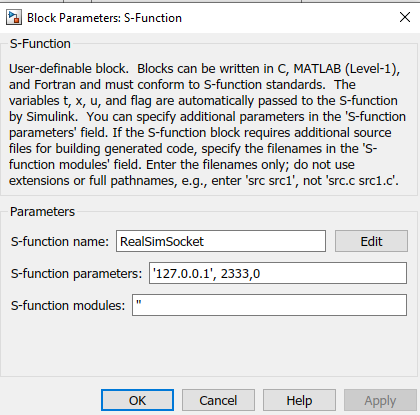 Block Parameters: S-Function
S-Function
User-definable block.  Blocks can be written in C, MATLAB (Level-1),
and Fortran and must conform to S-function standards.  The
variables t, x, u, and flag are automatically passed to the S-function
by Simulink.  You can specify additional parameters in the 'S-function
parameters' field. If the S-function block requires additional source
files for building generated code, specify the filenames in the 'S-
function modules' field. Enter the filenames only; do not use
extensions or full pathnames, e.g., enter 'src src1', not 'src.c src1.c'.
Parameters
S-function name: RealSimSocket Edit
S-function parameters: '127.0.0.1', 2333,0
S-function modules: ''
OK Cancel Help Apply